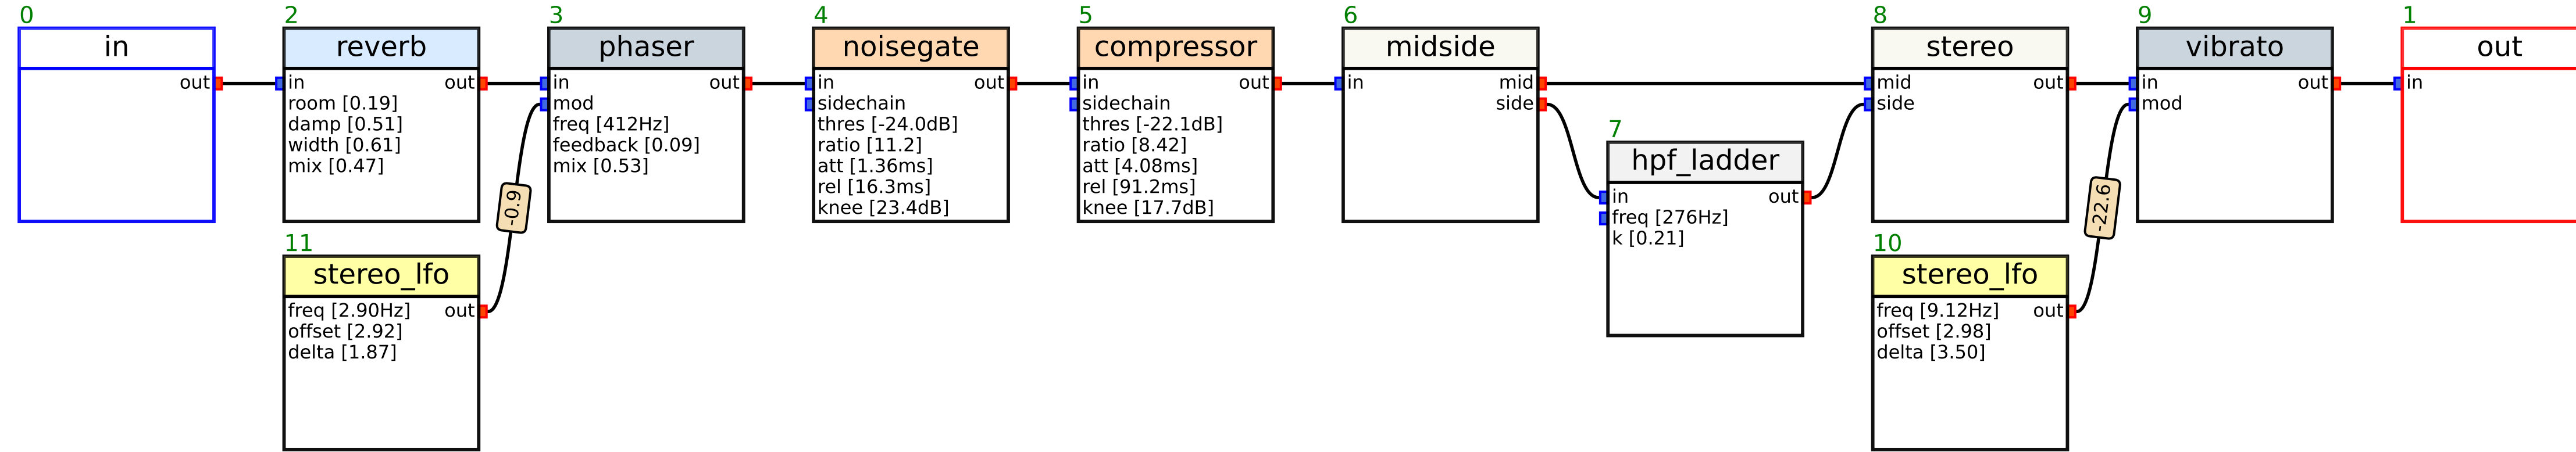 0
in
out
2
reverb
in out
room [0.19]
damp [0.51]
width [0.61]
mix [0.47]
11
stereo_lfo
freq [2.90Hz] out
offset [2.92]
delta [1.87]
-0.9
3
phaser
in out
mod
freq [412Hz]
feedback [0.09]
mix [0.53]
4
noisegate
in out
sidechain
thres [-24.0dB]
ratio [11.2]
att [1.36ms]
rel [16.3ms]
knee [23.4dB]
5
compressor
in out
sidechain
thres [-22.1dB]
ratio [8.42]
att [4.08ms]
rel [91.2ms]
knee [17.7dB]
6
midside
in mid
side
7
hpf_ladder
in out
freq [276Hz]
k [0.21]
8
stereo
mid out
side
10
stereo_lfo
freq [9.12Hz] out
offset [2.98]
delta [3.50]
-22.6
9
vibrato
in out
mod
1
out
in